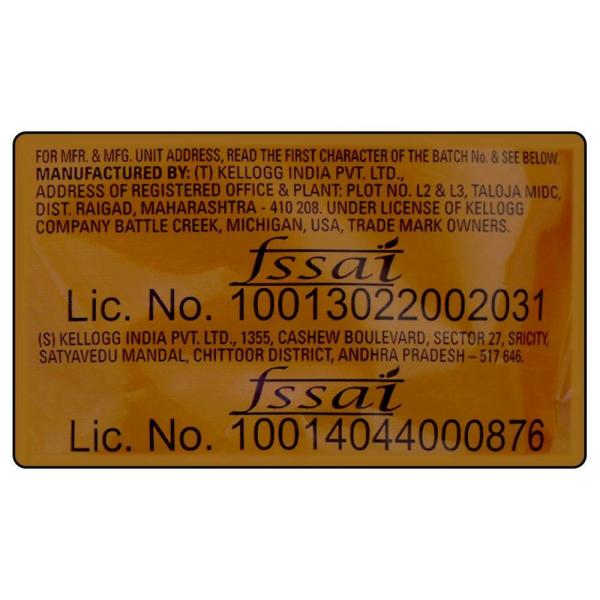 FOR MFR. & MFG. UNIT ADDRESS, READ THE FIRST CHARACTER OF THE BATCH No. & SEE BELOW.
MANUFACTURED BY: (T) KELLOGG INDIA PVT. LTD.,
ADDRESS OF REGISTERED OFFICE & PLANT: PLOT NO. L2 & L3, TALOJA MIDC,
DIST. RAIGAD, MAHARASHTRA - 410 208. UNDER LICENSE OF KELLOGG
COMPANY BATTLE CREEK, MICHIGAN, USA, TRADE MARK OWNERS.
fssai
Lic. No. 10013022002031
(S) KELLOGG INDIA PVT. LTD., 1355, CASHEW BOULEVARD, SECTOR 27, SRICITY,
SATYAVEDU MANDAL, CHITTOOR DISTRICT, ANDHRA PRADESH – 517 646.
fssai
Lic. No. 10014044000876